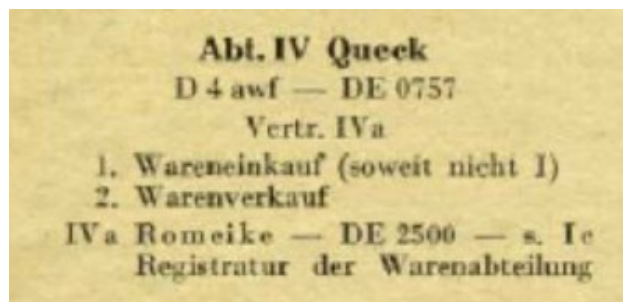 Abt. IV Queck
D 4 awf — DE 0757
Vertr. IVa
1. Wareneinkauf (soweit nicht I)
2. Warenverkauf
IVa Romeike — DE 2500 — s. Ic
Registratur der Warenabteilung